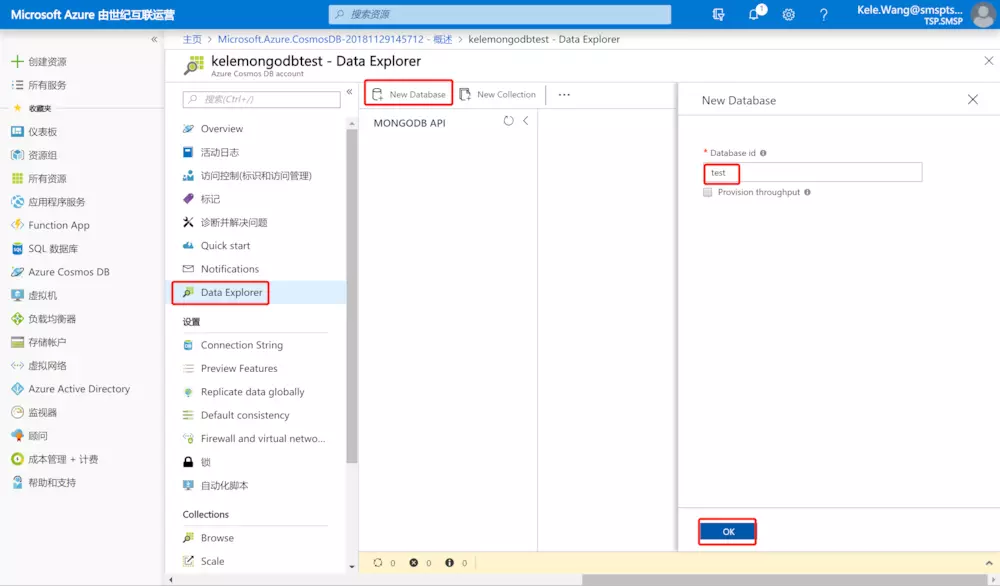 Microsoft Azure 由世纪互联运营
搜索资源
1
Kele.Wang@smspts...
TSP.SMSP
主页 > Microsoft.Azure.CosmosDB-20181129145712 - 概述 > kelemongodbtest - Data Explorer
创建资源
所有服务
收藏夹
仪表板
资源组
所有资源
应用程序服务
Function App
SQL 数据库
Azure Cosmos DB
虚拟机
负载均衡器
存储帐户
虚拟网络
Azure Active Directory
监视器
顾问
成本管理 + 计费
帮助和支持
kelemongodbtest - Data Explorer
Azure Cosmos DB account
搜索(Ctrl+/)
Overview
活动日志
访问控制(标识和访问管理)
标记
诊断并解决问题
Quick start
Notifications
Data Explorer
设置
Connection String
Preview Features
Replicate data globally
Default consistency
Firewall and virtual netwo...
锁
自动化脚本
Collections
Browse
Scale
New Database
New Collection
...
MONGODB API
0
0
0
New Database
* Database id
test
Provision throughput
OK